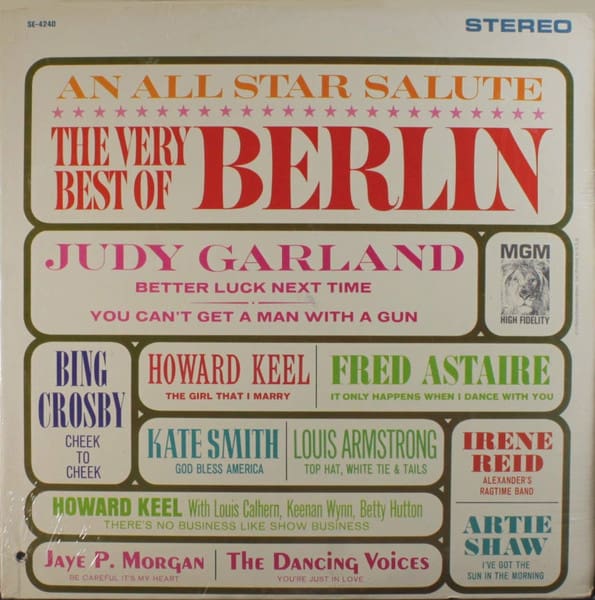 SE-4240
STEREO
AN ALL STAR SALUTE
THE VERY
BEST OF
BERLIN
JUDY GARLAND
BETTER LUCK NEXT TIME
YOU CAN'T GET A MAN WITH A GUN
MGM
HIGH FIDELITY
BING
CROSBY
CHEEK
TO
CHEEK
HOWARD KEEL
THE GIRL THAT I MARRY
FRED ASTAIRE
IT ONLY HAPPENS WHEN I DANCE WITH YOU
KATE SMITH
GOD BLESS AMERICA
LOUIS ARMSTRONG
TOP HAT, WHITE TIE & TAILS
IRENE
REID
ALEXANDER'S
RAGTIME BAND
HOWARD KEEL With Louis Calhern, Keenan Wynn, Betty Hutton
THERE'S NO BUSINESS LIKE SHOW BUSINESS
ARTIE
SHAW
I'VE GOT THE
SUN IN THE MORNING
Jaye P. Morgan
BE CAREFUL IT'S MY HEART
The Dancing Voices
YOU'RE JUST IN LOVE